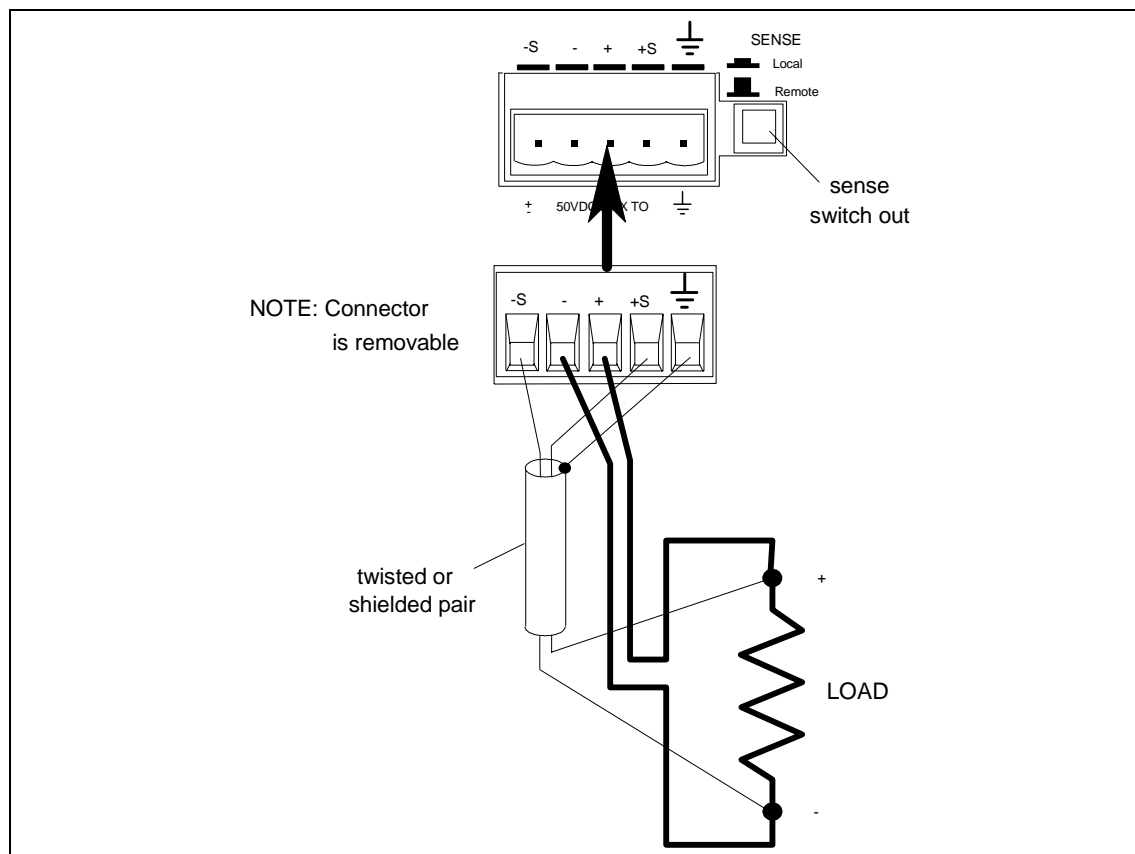 -S - + +S
SENSE
Local
Remote
sense
switch out
+
-
50VDC X TO
-S - + +S
NOTE: Connector
is removable
twisted or
shielded pair
+
LOAD
-